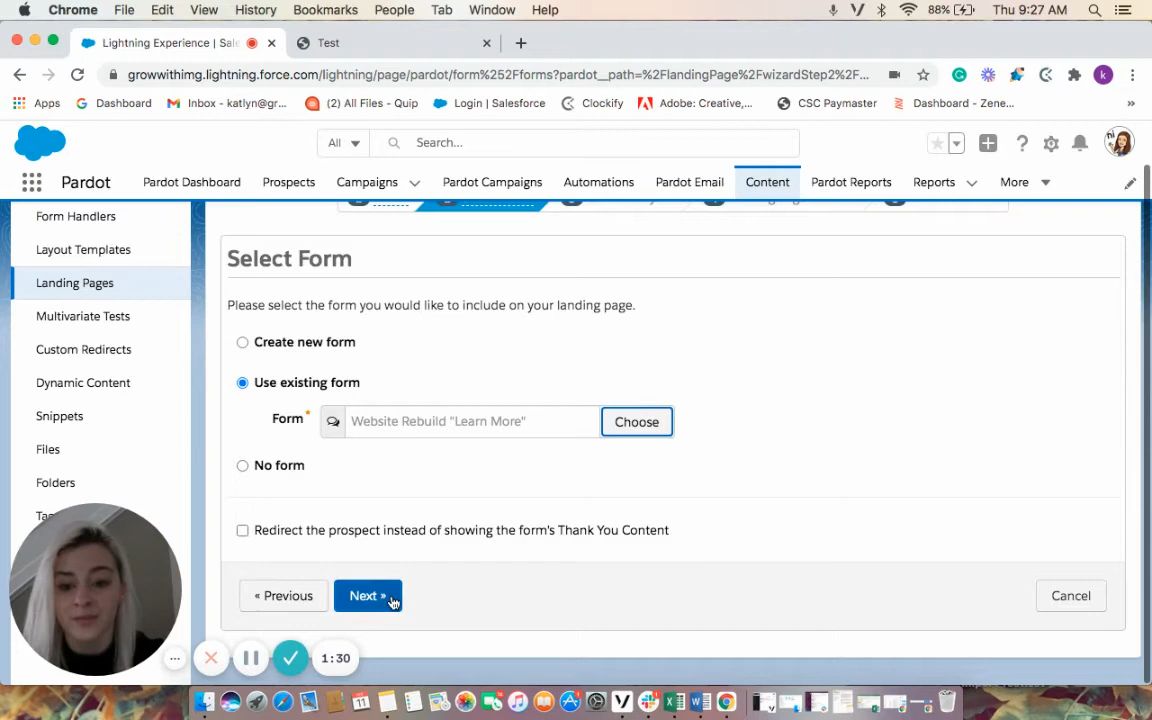 Chrome File Edit View History Bookmarks People Tab Window Help 88% Thu 9:27 AM
Lightning Experience | Sale Test
growwithimg.lightning.force.com/lightning/page/pardot/form%252Fforms?pardot__path=%2FlandingPage%2FwizardStep2%2F... k
Apps Dashboard Inbox - katlyn@gr... (2) All Files - Quip Login | Salesforce Clockify Adobe: Creative,... CSC Paymaster Dashboard - Zene... »
All Search...
Pardot Pardot Dashboard Prospects Campaigns Pardot Campaigns Automations Pardot Email Content Pardot Reports Reports More
Form Handlers
Layout Templates
Landing Pages
Multivariate Tests
Custom Redirects
Dynamic Content
Snippets
Files
Folders
Select Form
Please select the form you would like to include on your landing page.
Create new form
Use existing form
Form * Website Rebuild "Learn More" Choose
No form
Redirect the prospect instead of showing the form's Thank You Content
« Previous Next » Cancel
1:30